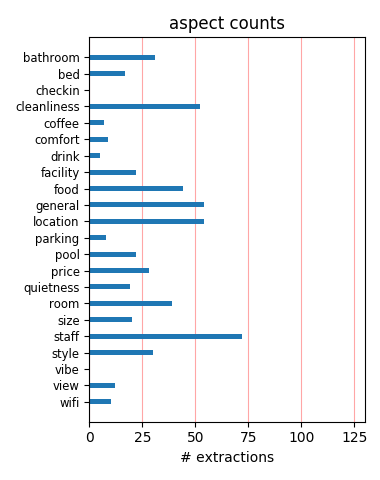 aspect counts
bathroom
bed
checkin
cleanliness
coffee
comfort
drink
facility
food
general
location
parking
pool
price
quietness
room
size
staff
style
vibe
view
wifi
0 25 50 75 100 125
# extractions